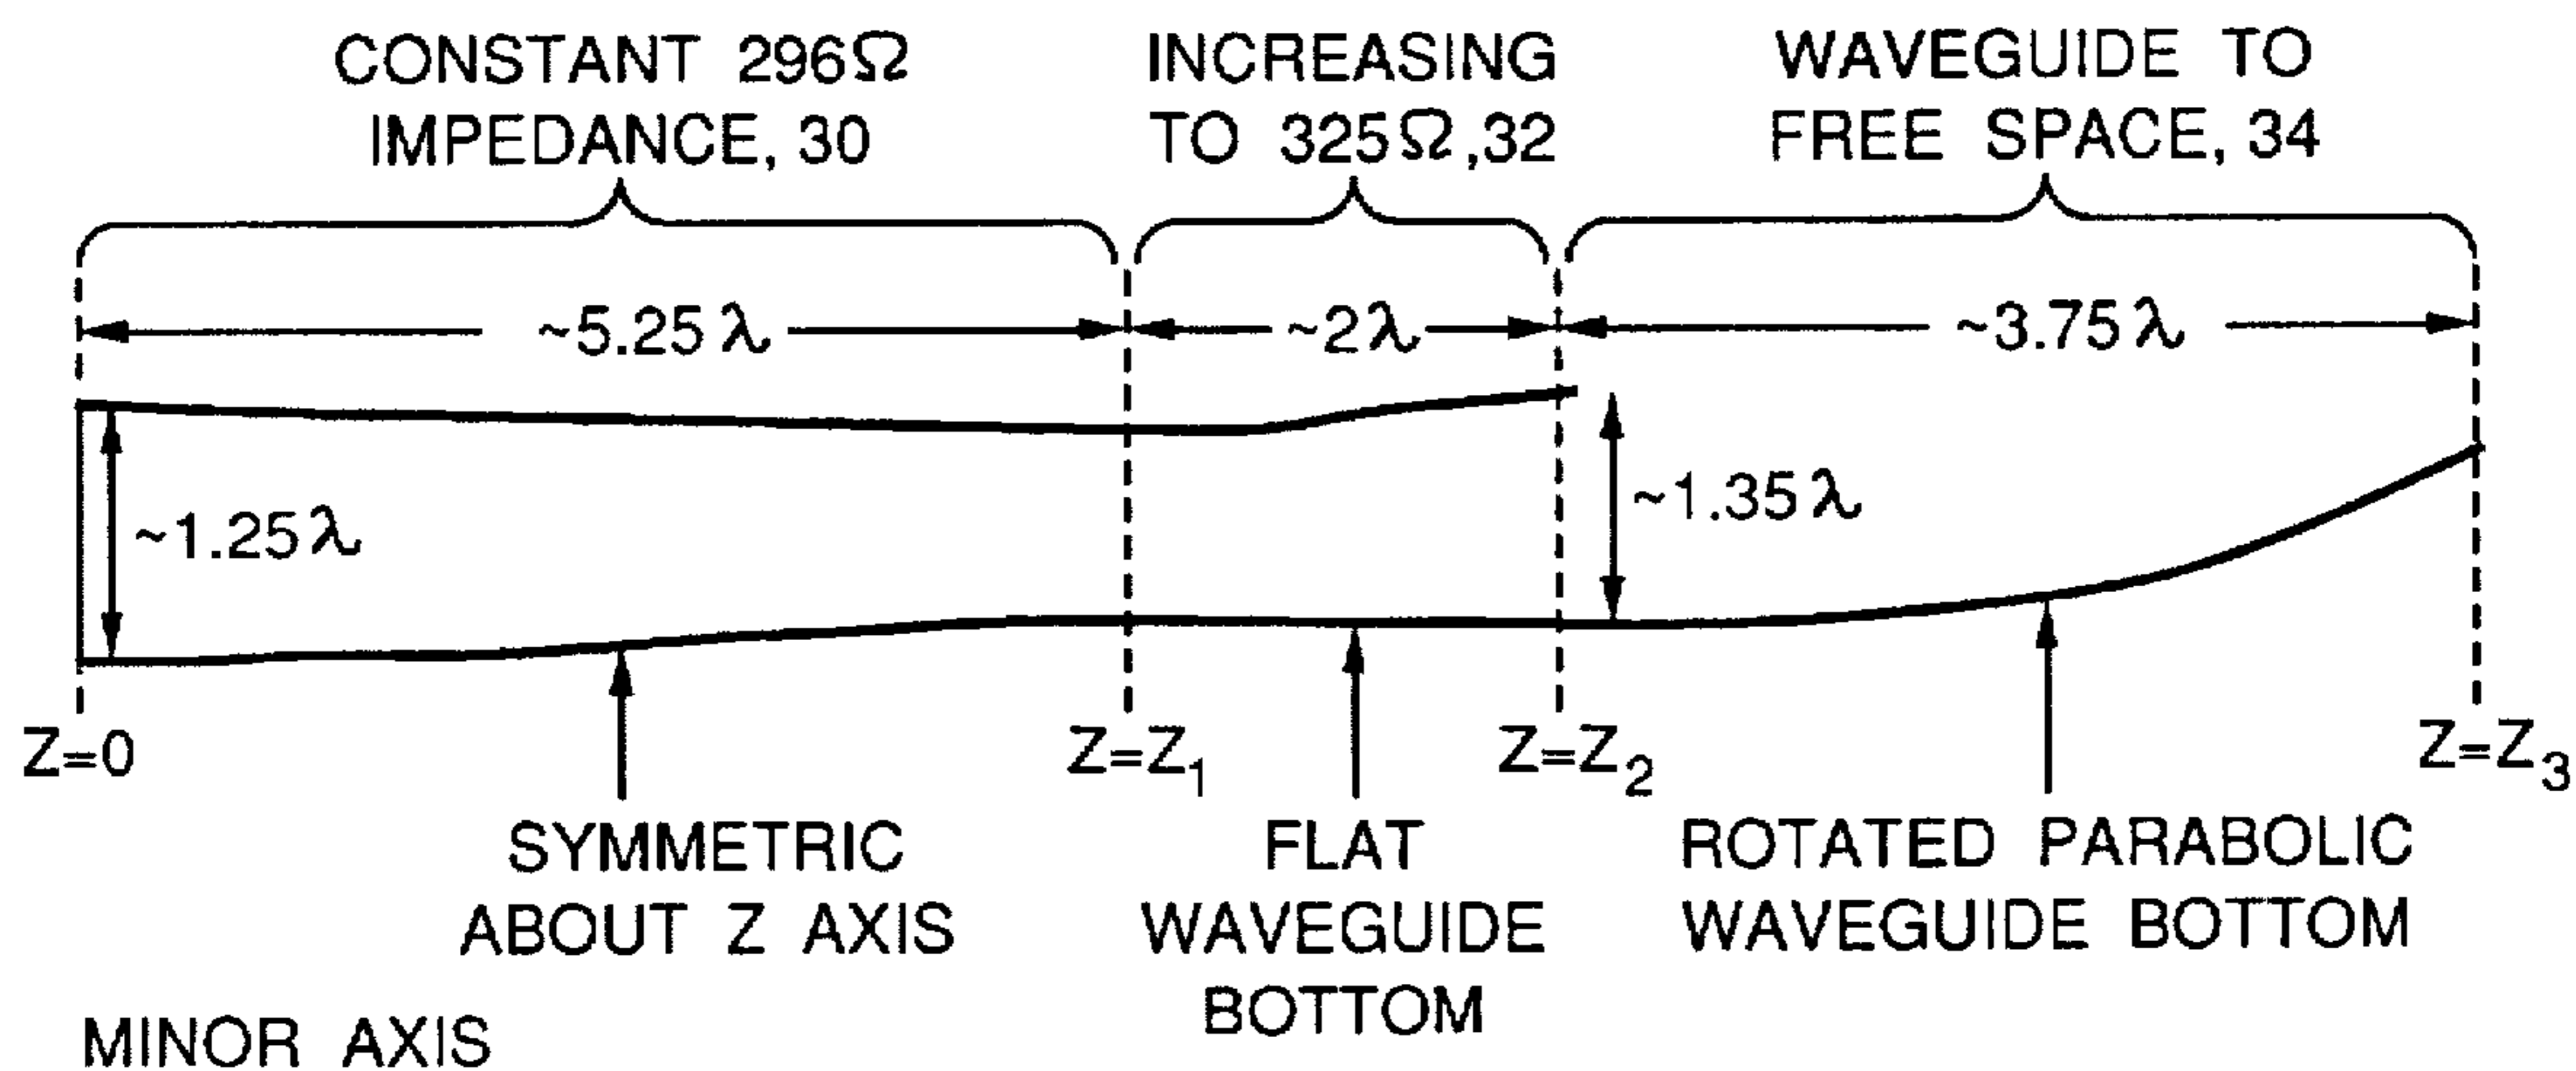 CONSTANT 296Ω
IMPEDANCE, 30
INCREASING
TO 325Ω,32
WAVEGUIDE TO
FREE SPACE, 34
~5.25λ
~2λ
~3.75λ
~1.25λ
~1.35λ
Z=0
Z=Z1
Z=Z2
Z=Z3
SYMMETRIC
ABOUT Z AXIS
FLAT
WAVEGUIDE
BOTTOM
ROTATED PARABOLIC
WAVEGUIDE BOTTOM
MINOR AXIS